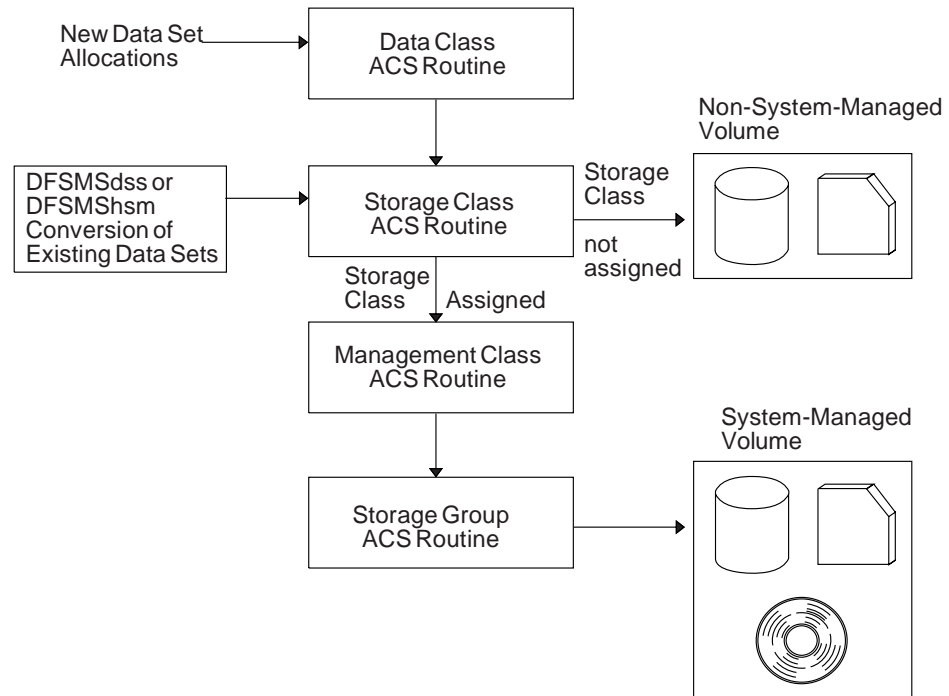 New Data Set
Allocations
Data Class
ACS Routine
Non-System-Managed
Volume
DFSMSdss or
DFSMShsm
Conversion of
Existing Data Sets
Storage Class
ACS Routine
Storage
Class
not
assigned
Storage
Class
Assigned
Management Class
ACS Routine
System-Managed
Volume
Storage Group
ACS Routine